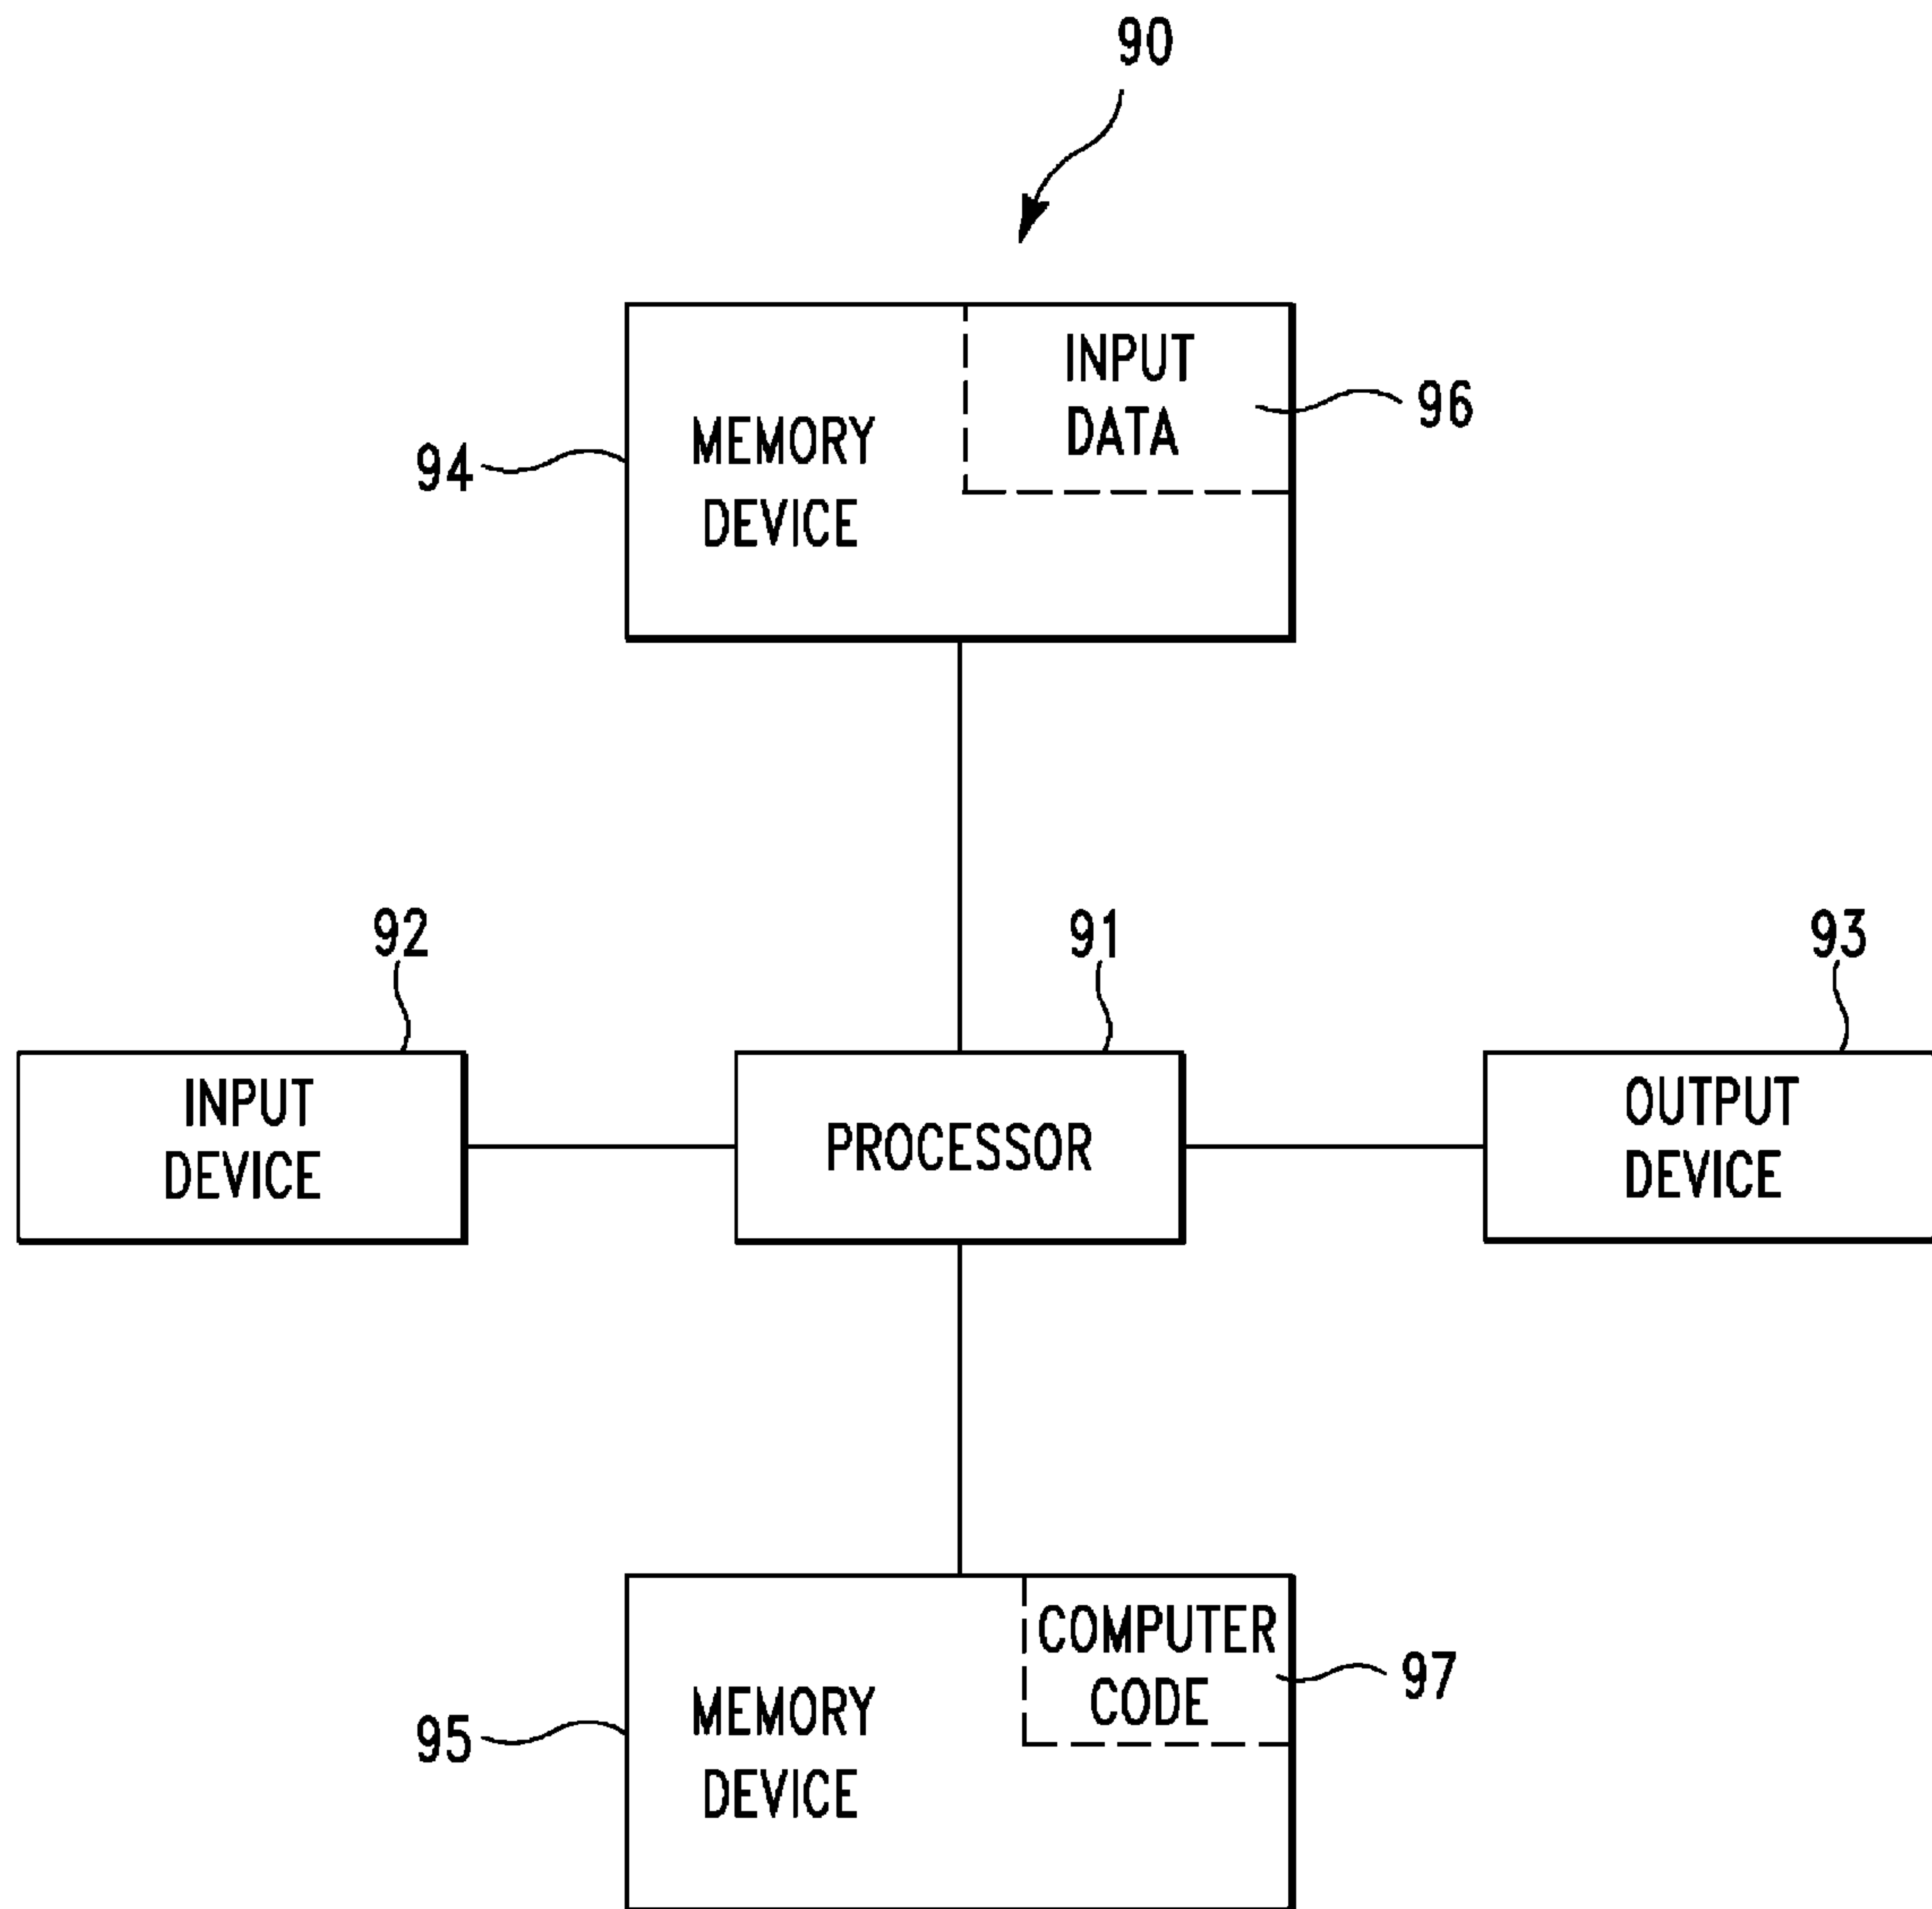 90
INPUT
DATA
96
MEMORY
DEVICE
94
92
91
93
INPUT
DEVICE
PROCESSOR
OUTPUT
DEVICE
COMPUTER
CODE
97
MEMORY
DEVICE
95